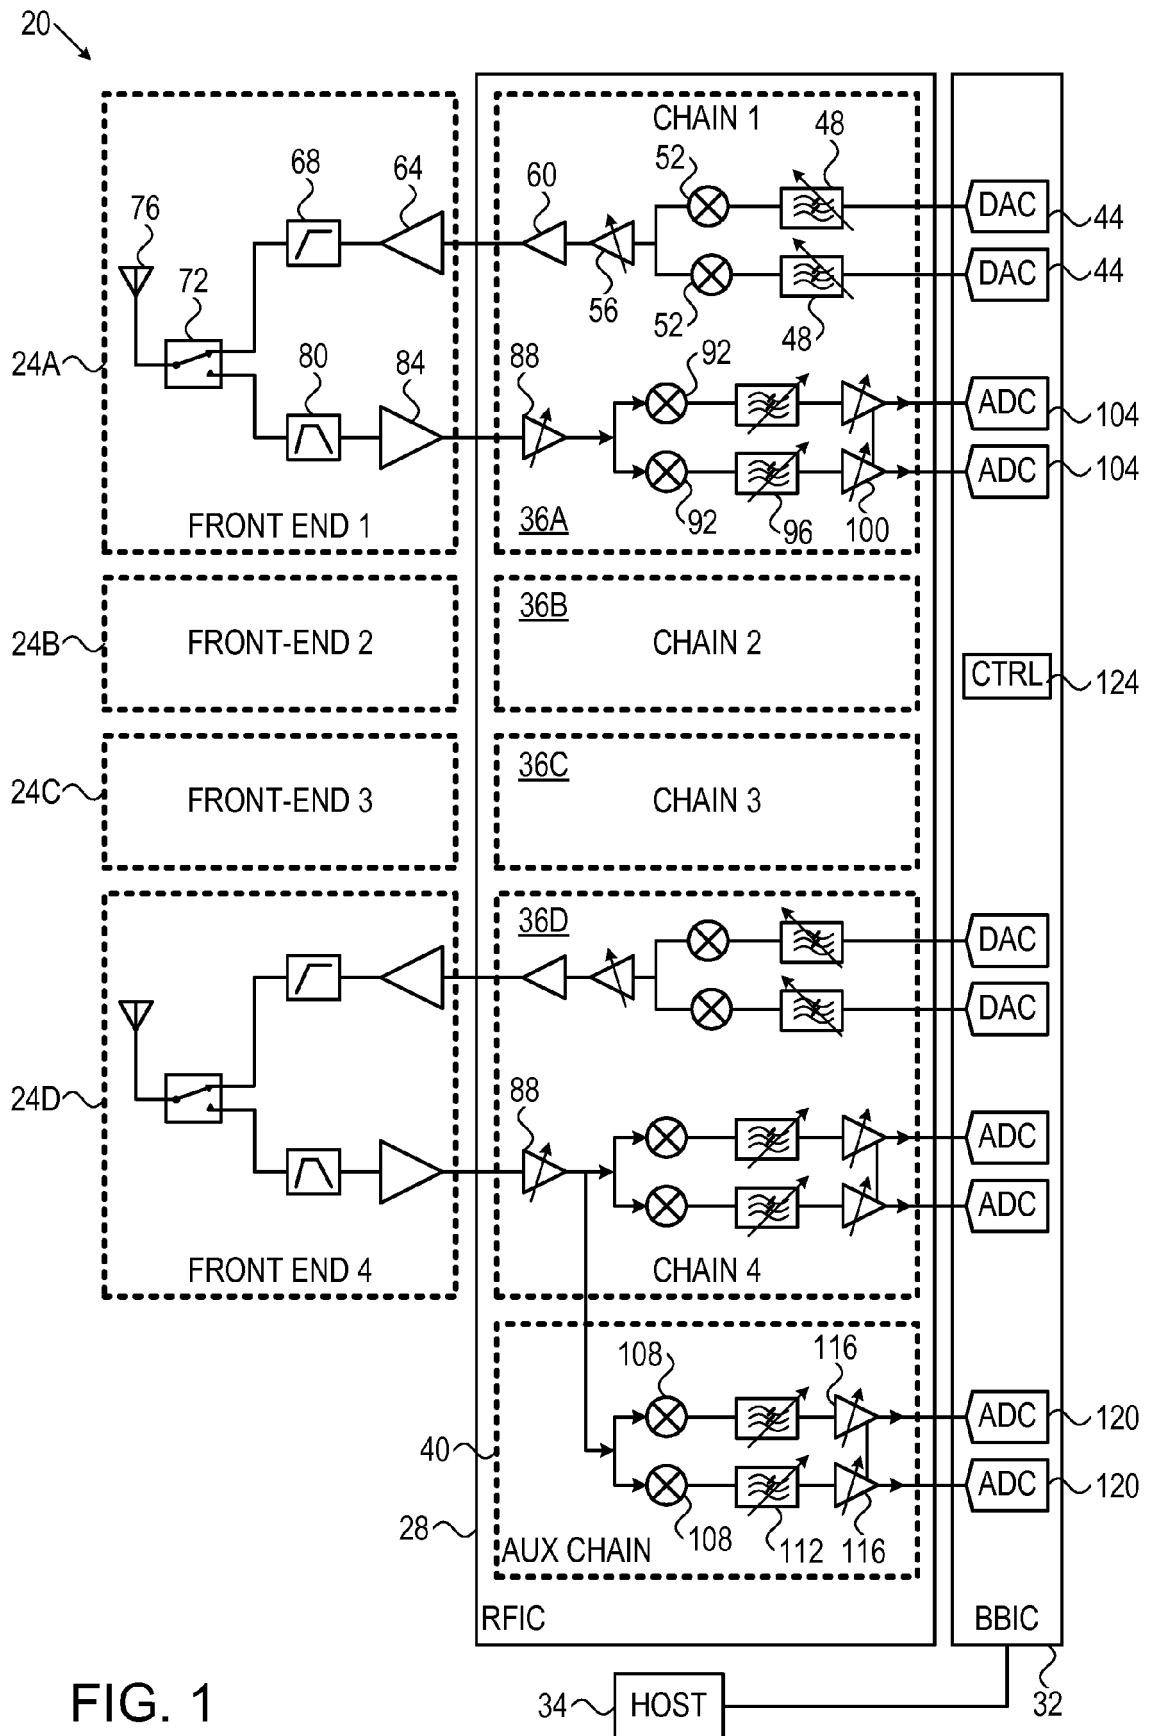 20
CHAIN 1
48
52
68
64
60
76
DAC
44
72
DAC
44
56
52
48
24A
80
84
88
92
ADC
104
ADC
104
FRONT END 1
36A
92
96
100
36B
24B
FRONT-END 2
CHAIN 2
CTRL
124
36C
24C
FRONT-END 3
CHAIN 3
36D
DAC
DAC
24D
88
ADC
ADC
FRONT END 4
CHAIN 4
108
116
ADC
120
40
ADC
120
28
AUX CHAIN
108
112
116
RFIC
BBIC
FIG. 1
34
HOST
32